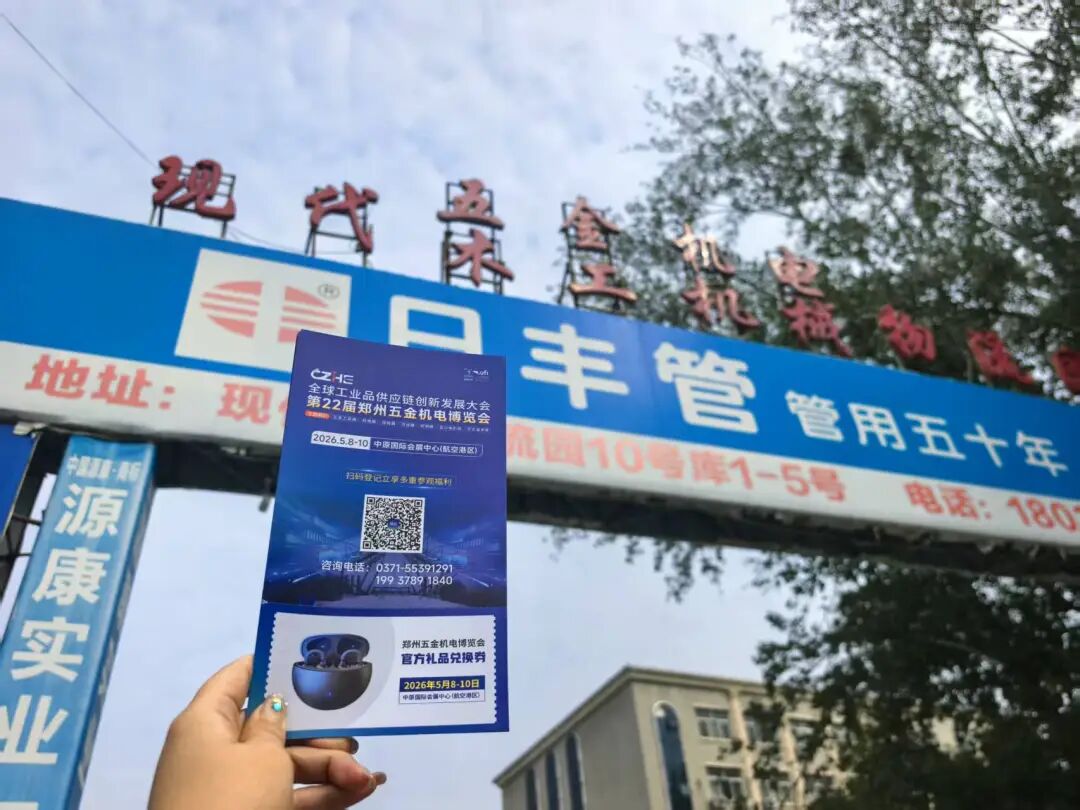 现代五金机电
木工机械物流园
日丰管 管用五十年
地址：现
流园10号库1-5号
电话：180
源康实业
CZHE
全球工业品供应链创新发展大会
第22届郑州五金机电博览会
2026.5.8-10 中原国际会展中心(航空港区)
扫码登记立享多重参观福利
咨询电话：0371-55391291
199 3789 1840
郑州五金机电博览会
官方礼品兑换券
2026年5月8-10日
中原国际会展中心(航空港区)